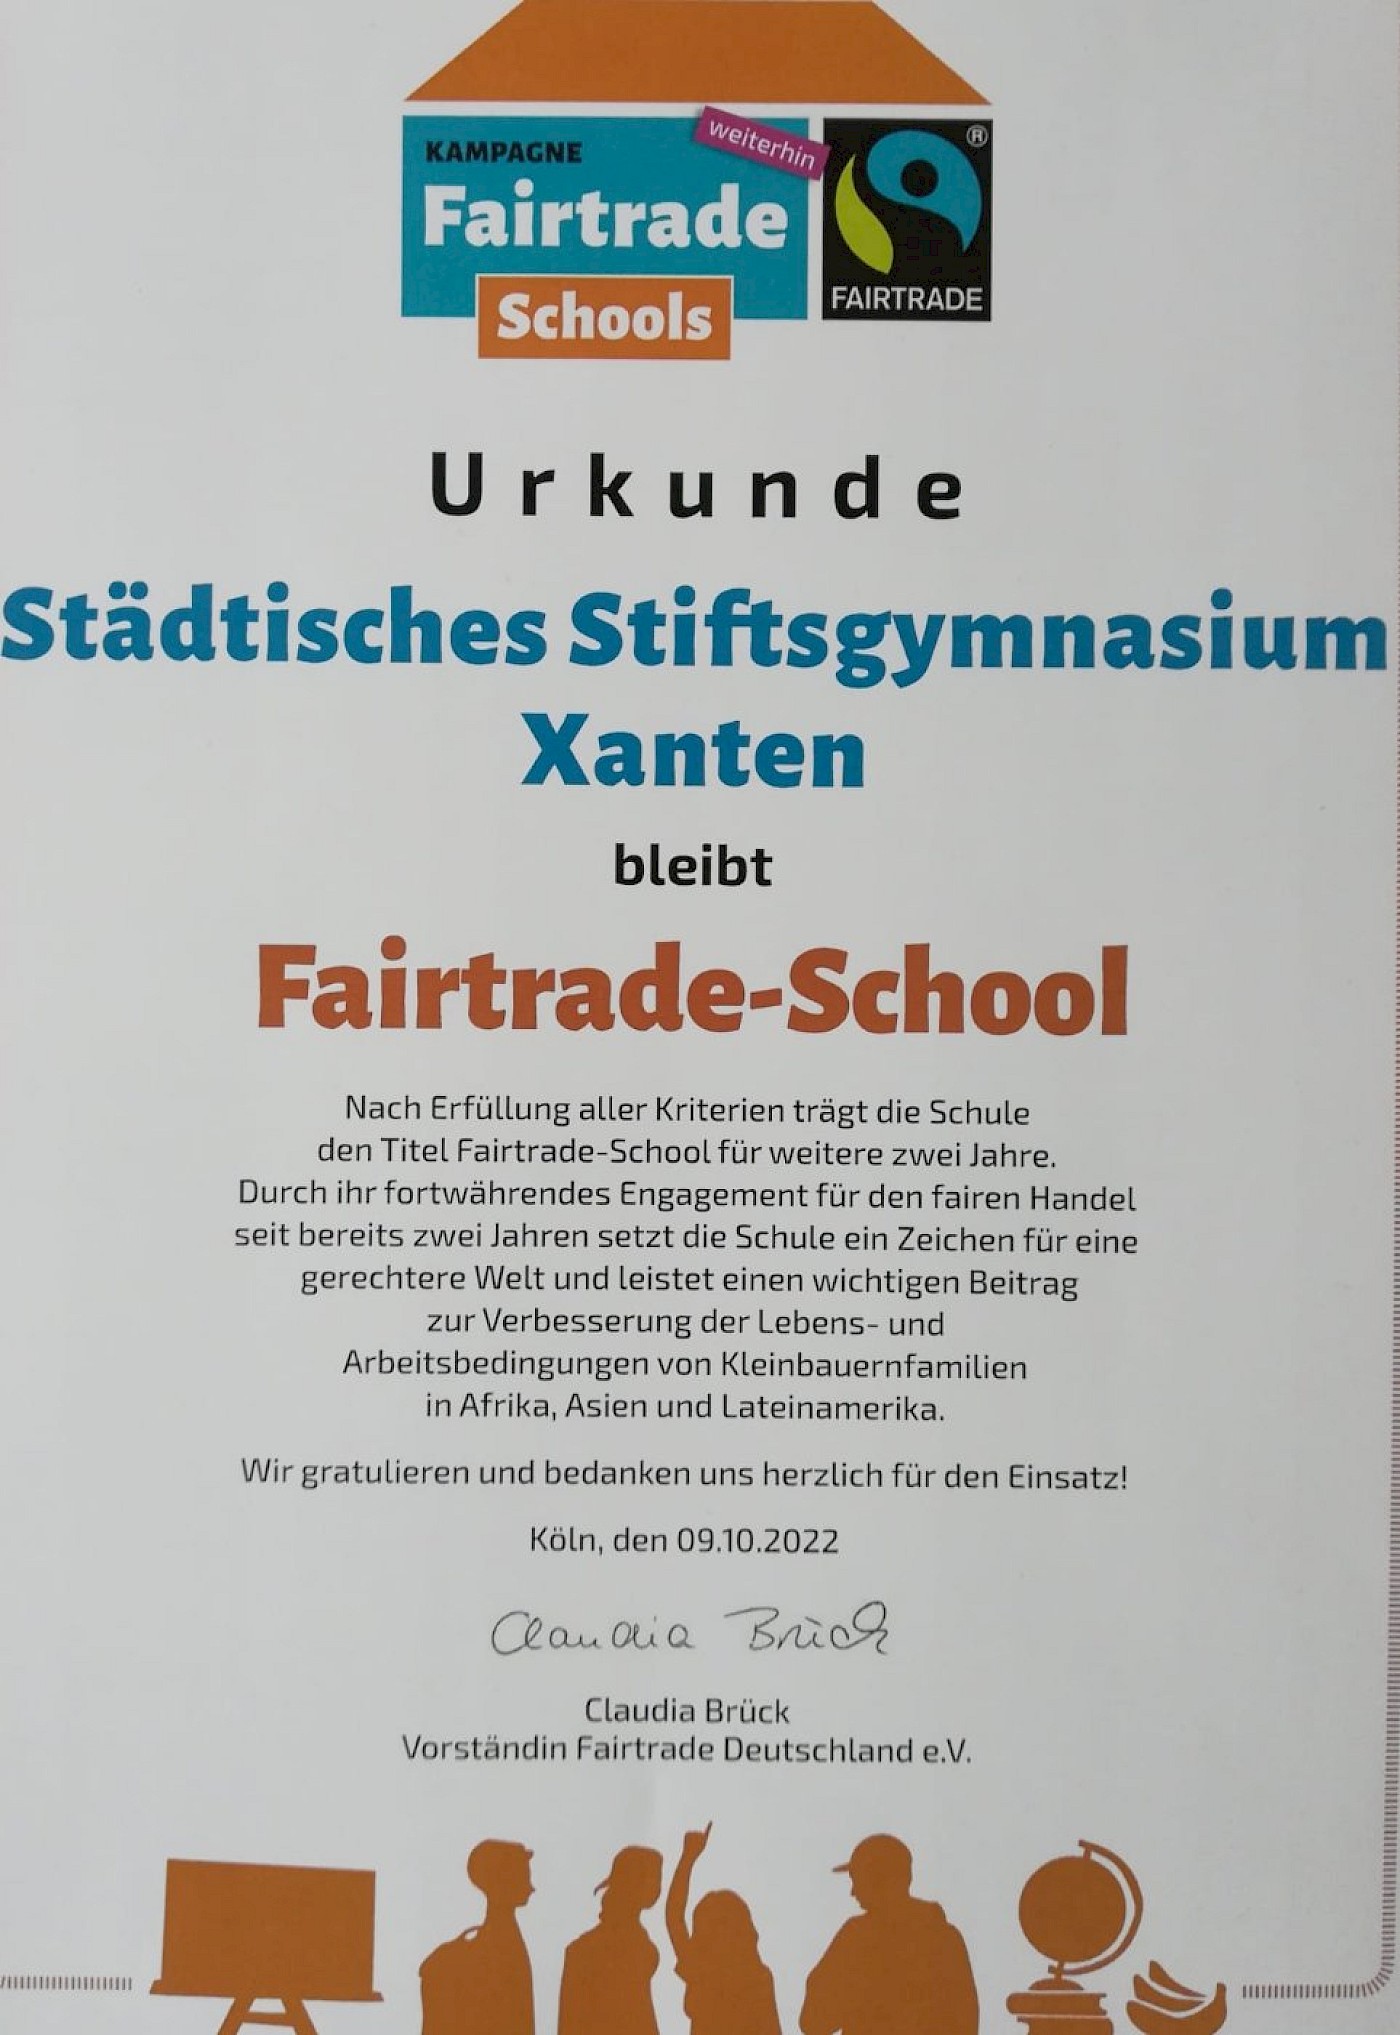 KAMPAGNE
weiterhin
Fairtrade
Schools
®
FAIRTRADE
Urkunde
Städtisches Stiftsgymnasium
Xanten
bleibt
Fairtrade-School
Nach Erfüllung aller Kriterien trägt die Schule
den Titel Fairtrade-School für weitere zwei Jahre.
Durch ihr fortwährendes Engagement für den fairen Handel
seit bereits zwei Jahren setzt die Schule ein Zeichen für eine
gerechtere Welt und leistet einen wichtigen Beitrag
zur Verbesserung der Lebens- und
Arbeitsbedingungen von Kleinbauernfamilien
in Afrika, Asien und Lateinamerika.
Wir gratulieren und bedanken uns herzlich für den Einsatz!
Köln, den 09.10.2022
Claudia Brück
Claudia Brück
Vorständin Fairtrade Deutschland e.V.